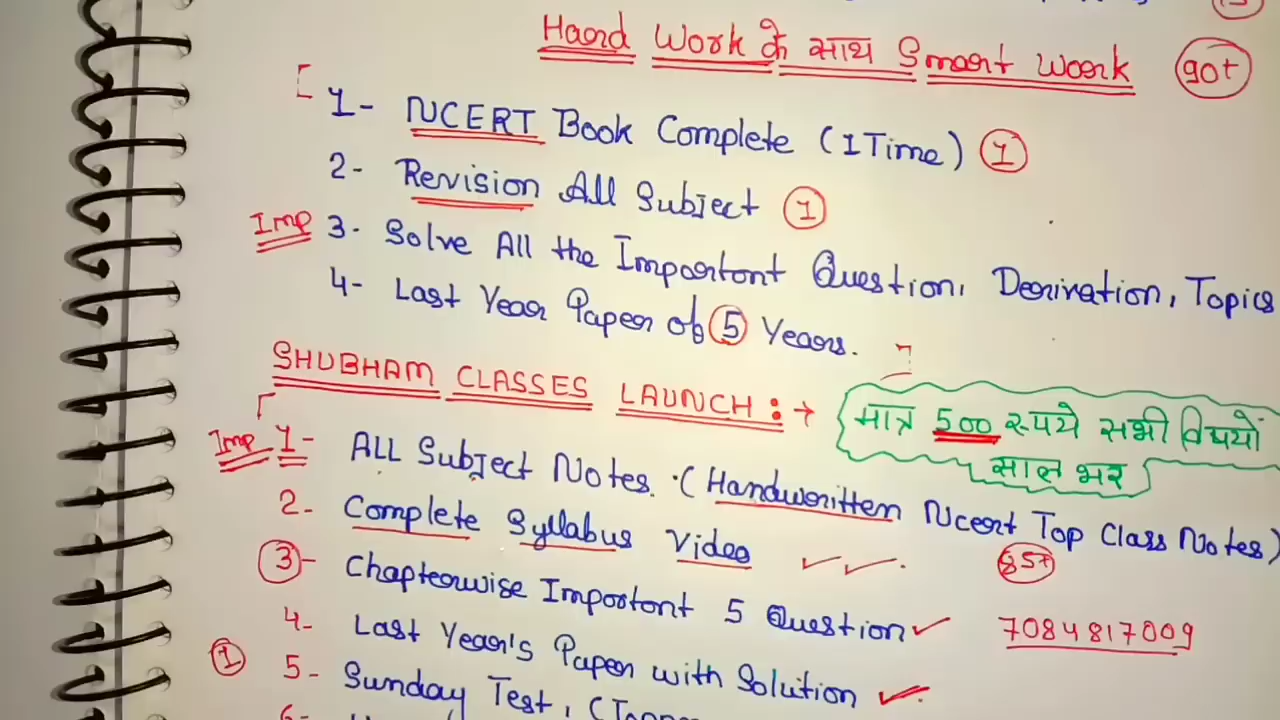 Hard Work के साथ Smart Work 90+
1- NCERT Book Complete (1Time) 1
2- Revision All Subject 1
Imp 3- Solve All the Important Question, Derivation, Topics
4- Last Year Paper of 5 Years.
SHUBHAM CLASSES LAUNCH :→
मात्र 500 रुपये सभी विषयों
साल भर
Imp 1- ALL Subject Notes. (Handwritten Ncert Top Class Notes)
2- Complete Syllabus Video
85+
3- Chapterwise Important 5 Question
7084817009
4- Last Year's Paper with Solution
1 5- Sunday Test, (
6-